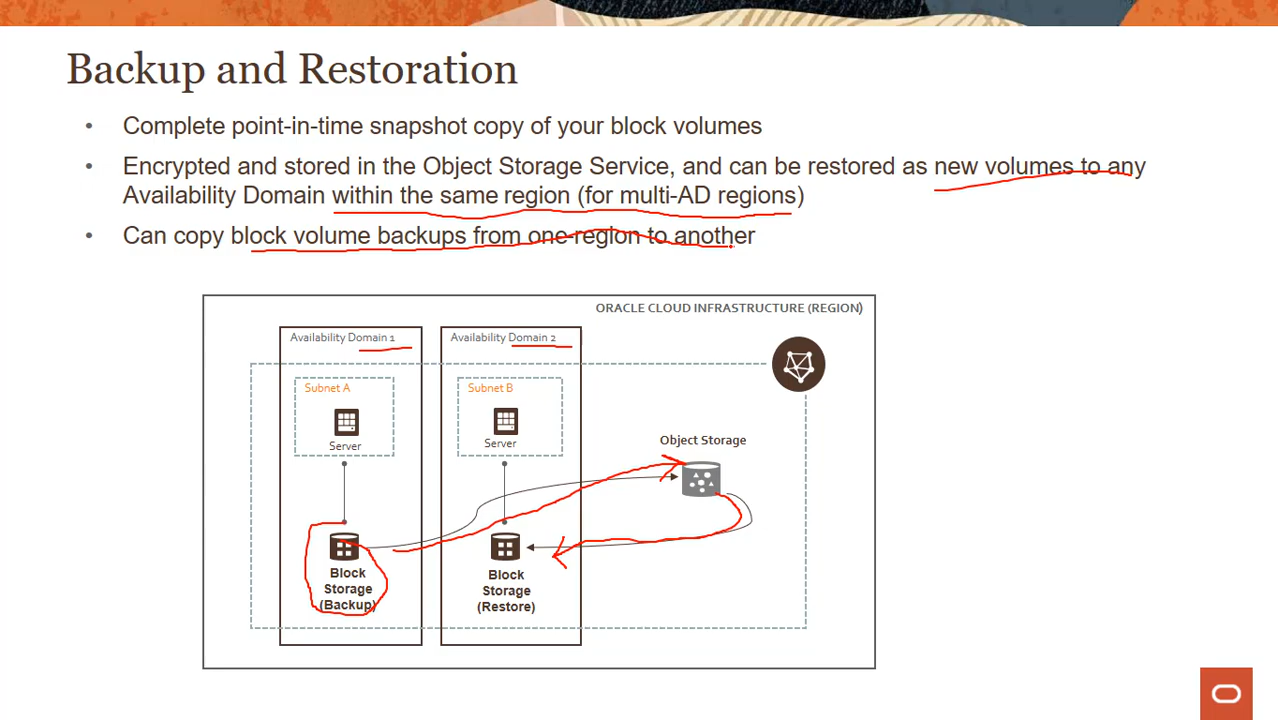 Backup and Restoration
• Complete point-in-time snapshot copy of your block volumes
• Encrypted and stored in the Object Storage Service, and can be restored as new volumes to any
Availability Domain within the same region (for multi-AD regions)
• Can copy block volume backups from one region to another
ORACLE CLOUD INFRASTRUCTURE (REGION)
Availability Domain 1
Availability Domain 2
Subnet A
Subnet B
Server
Server
Object Storage
Block
Storage
(Backup)
Block
Storage
(Restore)